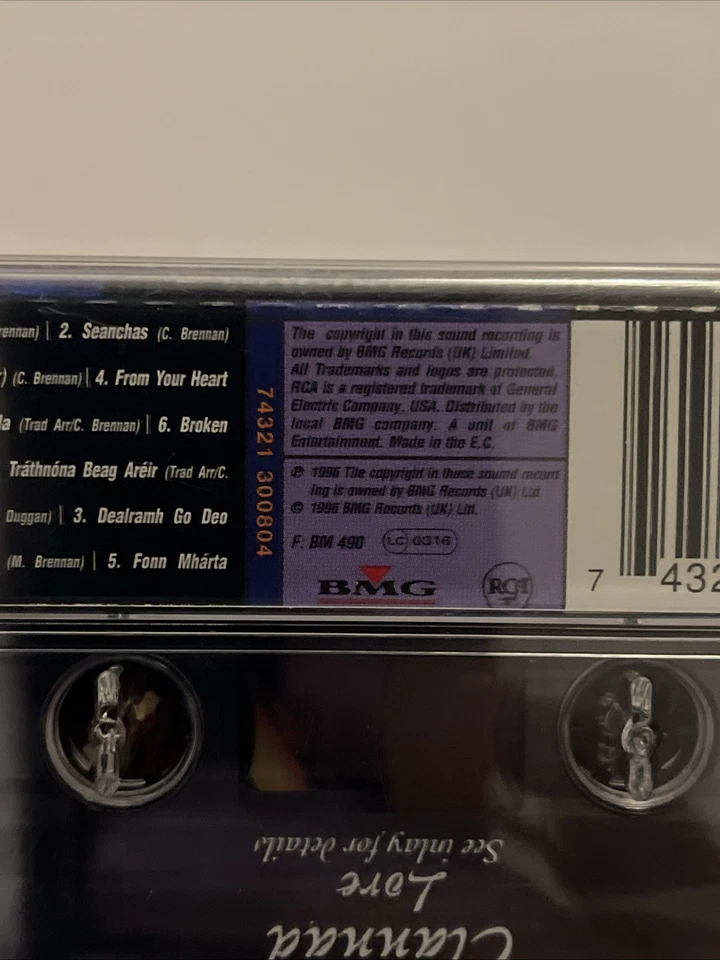 ennan) | 2. Seanchas (C. Brennan)
) (C. Brennan) | 4. From Your Heart
a (Trad Arr/C. Brennan) | 6. Broken
Tráthnóna Beag Aréir (Trad Arr/C.
Duggan) | 3. Dealramh Go Deo
(M. Brennan) | 5. Fonn Mhárta
74321 300804
The copyright in this sound recording is
owned by BMG Records (UK) Limited.
All Trademarks and logos are protected.
RCA is a registered trademark of General
Electric Company, USA. Distributed by the
local BMG company. A unit of BMG
Entertainment. Made in the E.C.
℗ 1996 The copyright in these sound record
ing is owned by BMG Records (UK) Ltd.
© 1996 BMG Records (UK) Ltd.
F: BM 490 LC 0316
BMG RCA
7 432
Clannad
Lore
See inlay for details